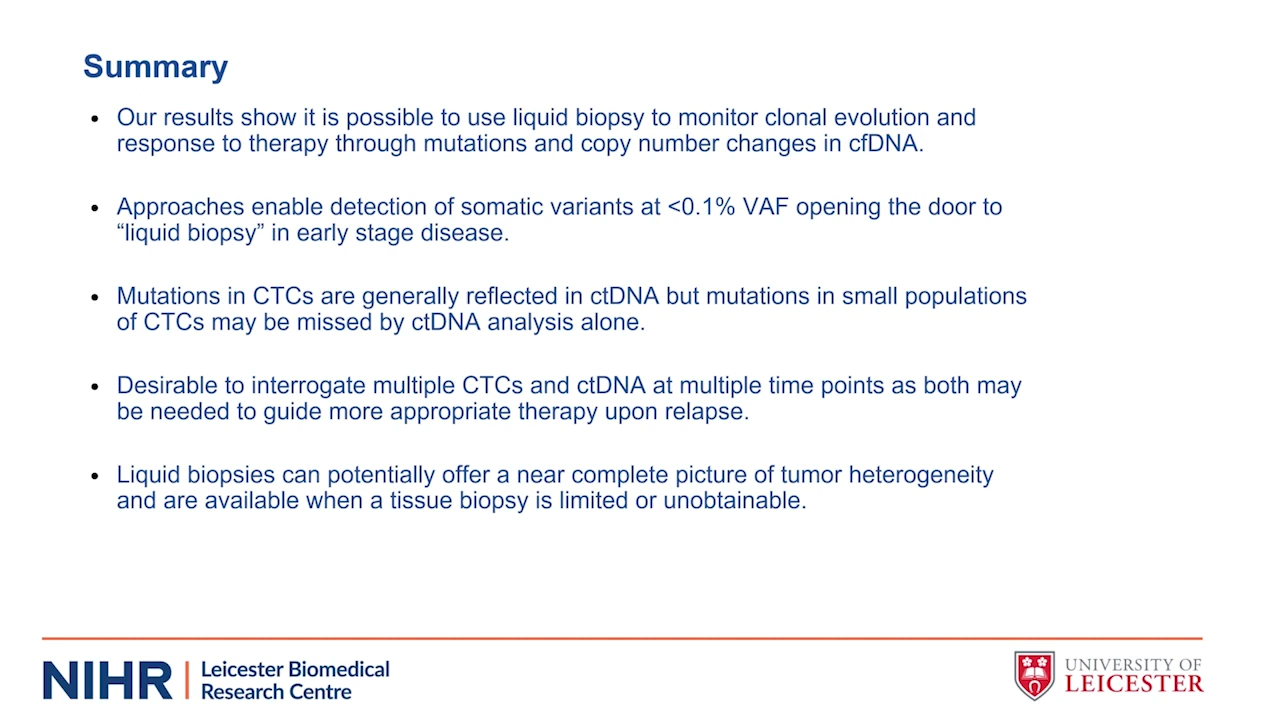 Summary
• Our results show it is possible to use liquid biopsy to monitor clonal evolution and
response to therapy through mutations and copy number changes in cfDNA.
• Approaches enable detection of somatic variants at <0.1% VAF opening the door to
“liquid biopsy” in early stage disease.
• Mutations in CTCs are generally reflected in ctDNA but mutations in small populations
of CTCs may be missed by ctDNA analysis alone.
• Desirable to interrogate multiple CTCs and ctDNA at multiple time points as both may
be needed to guide more appropriate therapy upon relapse.
• Liquid biopsies can potentially offer a near complete picture of tumor heterogeneity
and are available when a tissue biopsy is limited or unobtainable.
NIHR | Leicester Biomedical
Research Centre
UNIVERSITY OF
LEICESTER